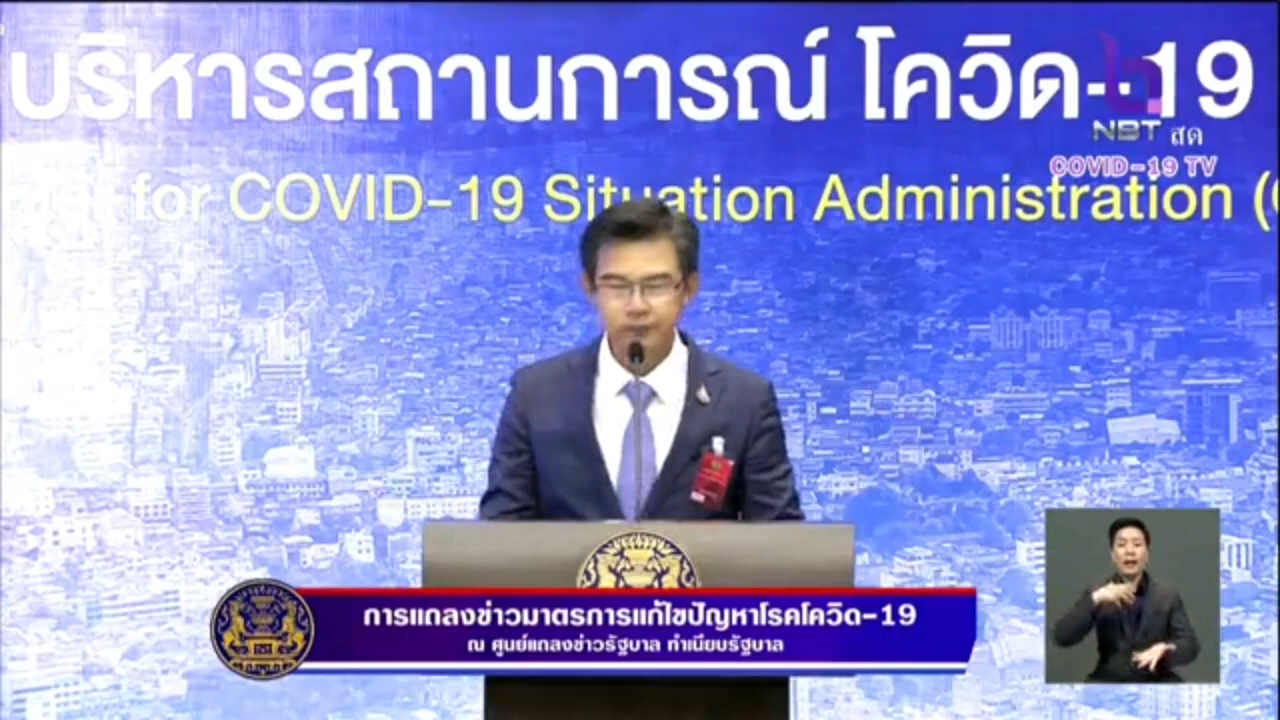 บริหารสถานการณ์ โควิด-19
NBT สด
COVID-19 TV
for COVID-19 Situation Administration (
การแถลงข่าวมาตรการแก้ไขปัญหาโรคโควิด-19
ณ ศูนย์แถลงข่าวรัฐบาล ทำเนียบรัฐบาล